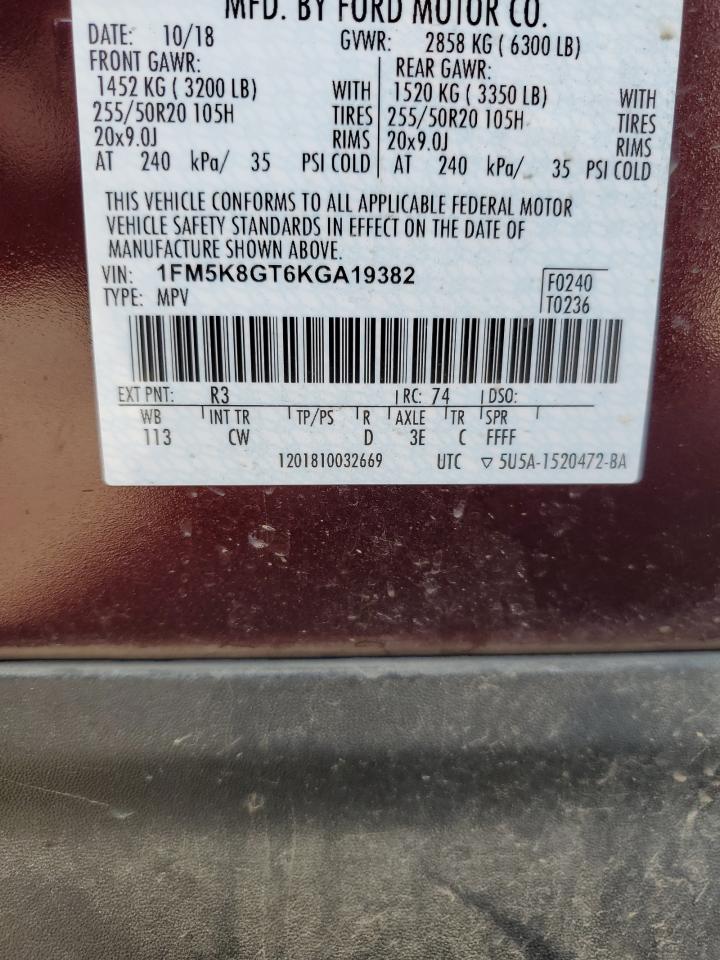 MFD. BY FORD MOTOR CO.
DATE: 10/18 GVWR: 2858 KG ( 6300 LB)
FRONT GAWR: REAR GAWR:
1452 KG ( 3200 LB) WITH 1520 KG ( 3350 LB) WITH
255/50R20 105H TIRES 255/50R20 105H TIRES
20x9.0J RIMS 20x9.0J RIMS
AT 240 kPa/ 35 PSI COLD AT 240 kPa/ 35 PSI COLD
THIS VEHICLE CONFORMS TO ALL APPLICABLE FEDERAL MOTOR
VEHICLE SAFETY STANDARDS IN EFFECT ON THE DATE OF
MANUFACTURE SHOWN ABOVE.
VIN: 1FM5K8GT6KGA19382 F0240
TYPE: MPV T0236
EXT PNT: R3 RC: 74 DSO:
WB INT TR TP/PS R AXLE TR SPR
113 CW D 3E C FFFF
1201810032669 UTC ▽ 5U5A-1520472-BA